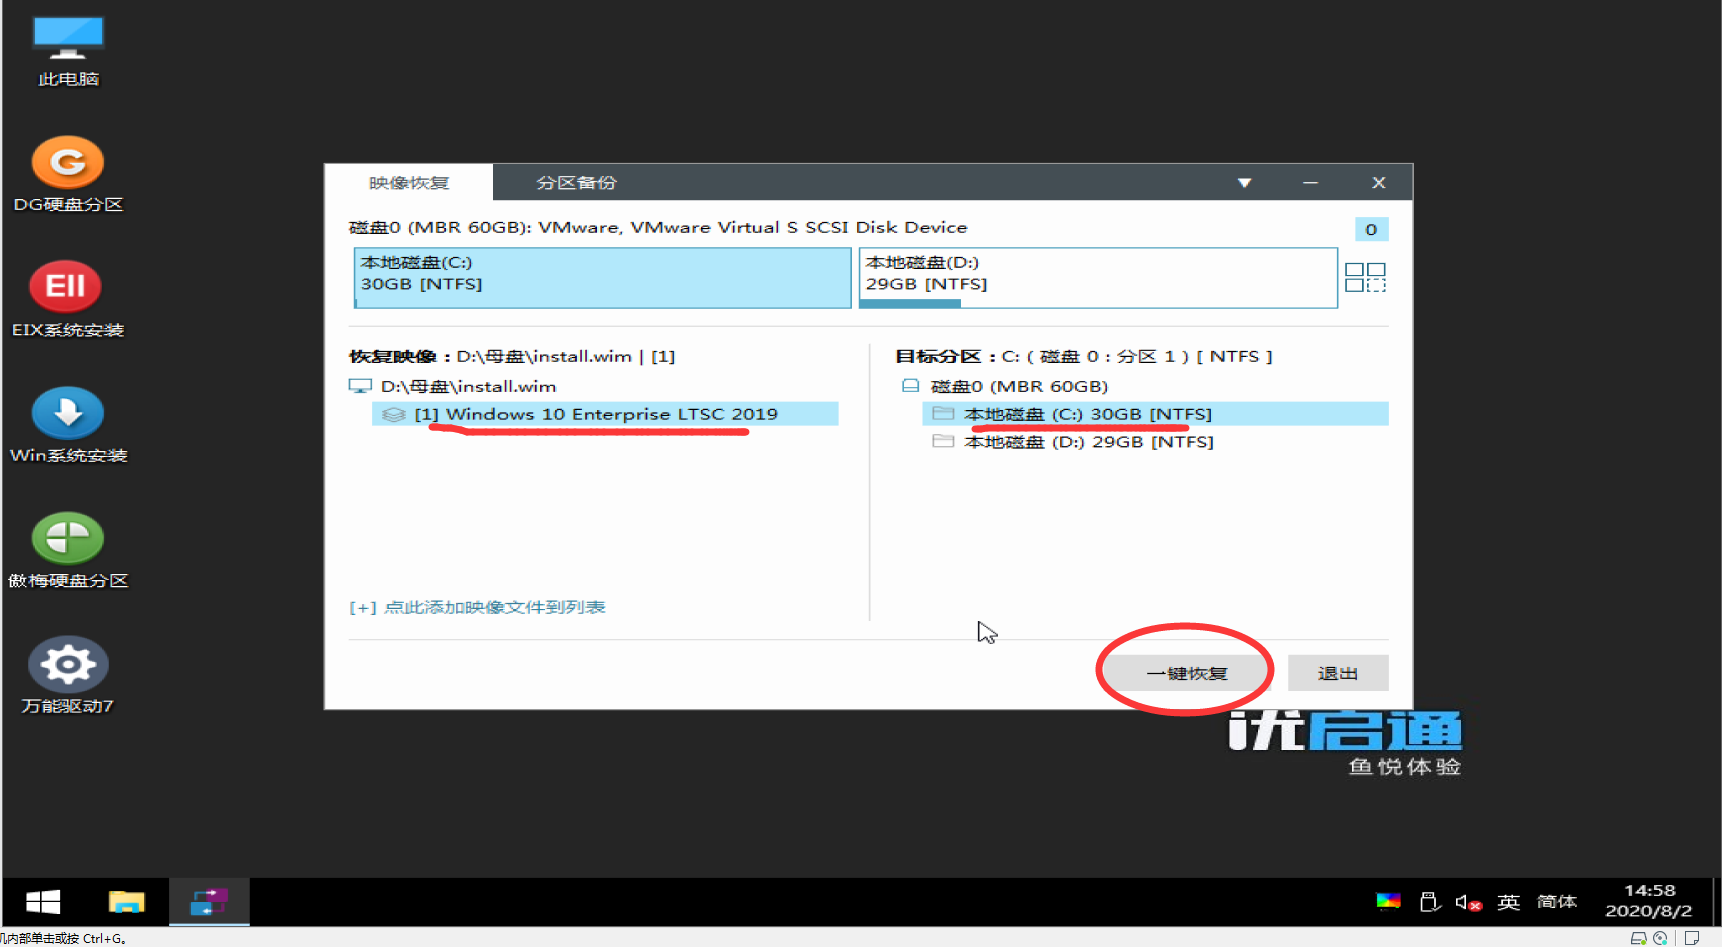 此电脑
DG硬盘分区
EIX系统安装
Win系统安装
傲梅硬盘分区
万能驱动7
映像恢复
分区备份
磁盘0 (MBR 60GB): VMware, VMware Virtual S SCSI Disk Device
0
本地磁盘(C:)
30GB [NTFS]
本地磁盘(D:)
29GB [NTFS]
恢复映像：D:\母盘\install.wim | [1]
D:\母盘\install.wim
[1] Windows 10 Enterprise LTSC 2019
目标分区：C: ( 磁盘 0 : 分区 1 ) [ NTFS ]
磁盘0 (MBR 60GB)
本地磁盘 (C:) 30GB [NTFS]
本地磁盘 (D:) 29GB [NTFS]
[+] 点此添加映像文件到列表
一键恢复
退出
优启通
鱼悦体验
英
简体
14:58
2020/8/2
机内部单击或按 Ctrl+G。